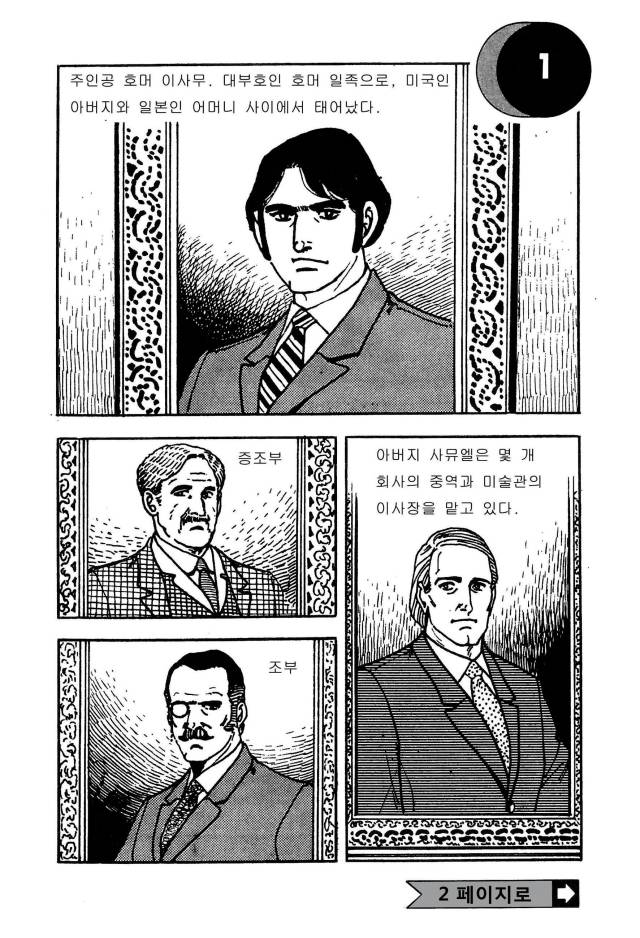 1
주인공 호머 이사무. 대부호인 호머 일족으로, 미국인
아버지와 일본인 어머니 사이에서 태어났다.
증조부
아버지 사뮤엘은 몇 개
회사의 중역과 미술관의
이사장을 맡고 있다.
조부
2 페이지로